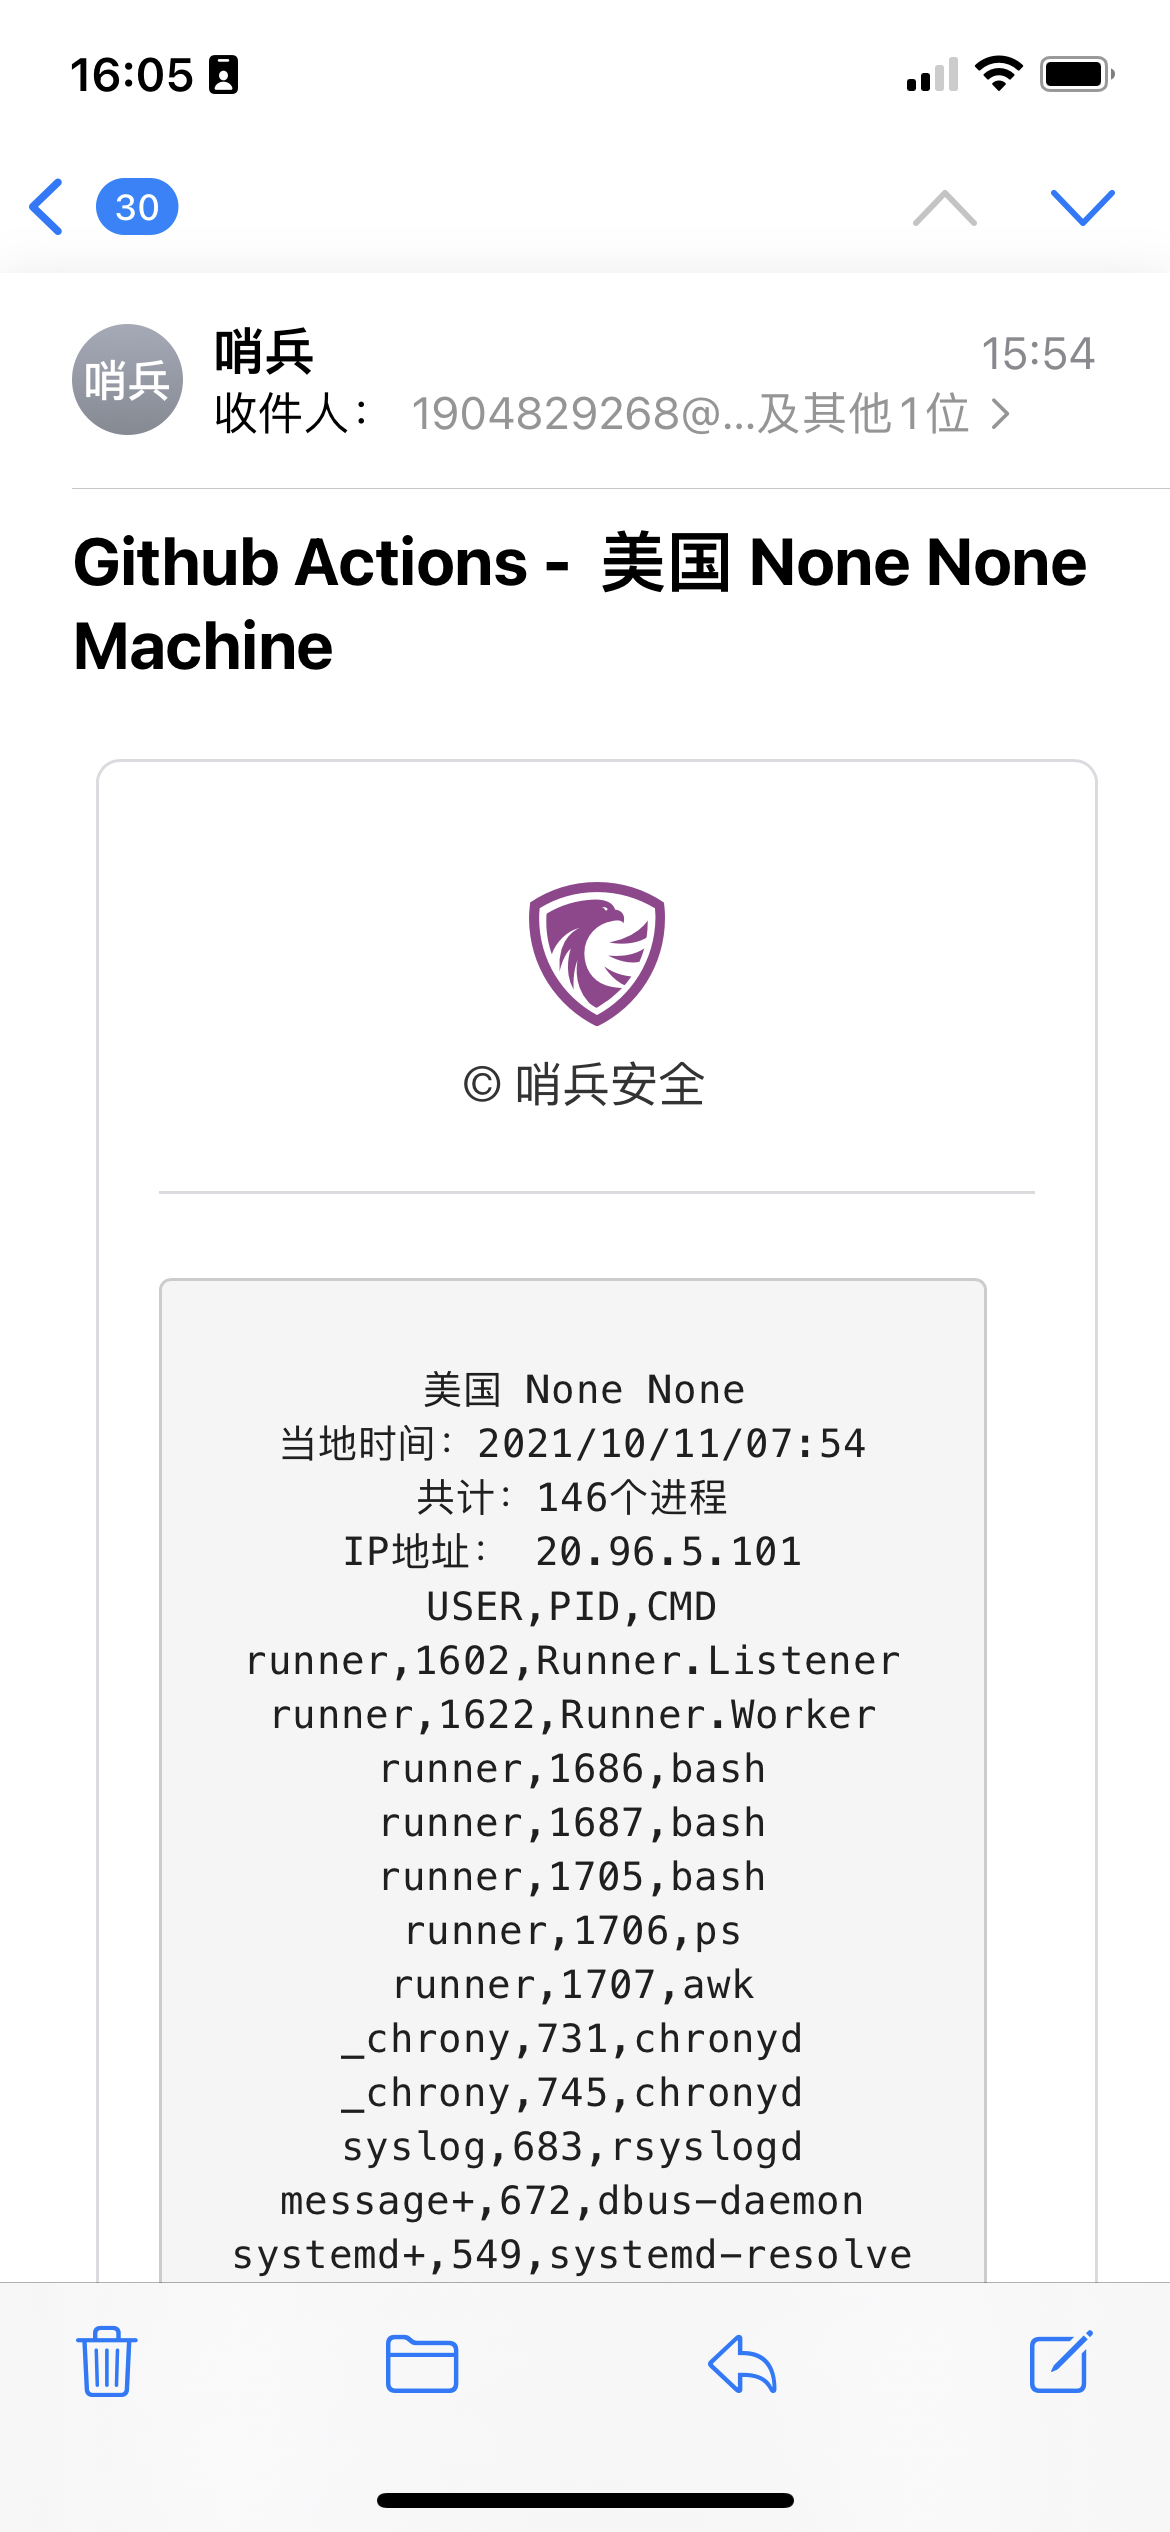 16:05
30
哨兵
哨兵
15:54
收件人： 1904829268@...及其他1位
Github Actions - 美国 None None
Machine
© 哨兵安全
美国 None None
当地时间：2021/10/11/07:54
共计：146个进程
IP地址： 20.96.5.101
USER,PID,CMD
runner,1602,Runner.Listener
runner,1622,Runner.Worker
runner,1686,bash
runner,1687,bash
runner,1705,bash
runner,1706,ps
runner,1707,awk
_chrony,731,chronyd
_chrony,745,chronyd
syslog,683,rsyslogd
message+,672,dbus-daemon
systemd+,549,systemd-resolve